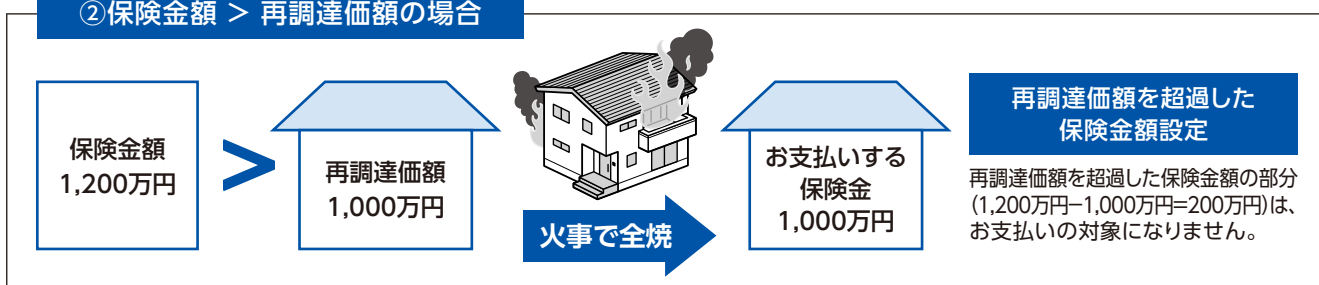 ②保険金額 > 再調達価額の場合
保険金額
1,200万円
>
再調達価額
1,000万円
火事で全焼
お支払いする
保険金
1,000万円
再調達価額を超過した
保険金額設定
再調達価額を超過した保険金額の部分
(1,200万円−1,000万円=200万円)は、
お支払いの対象になりません。